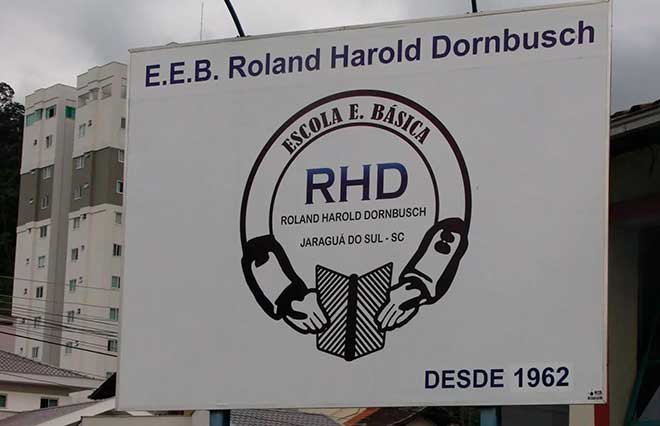 E.E.B. Roland Harold Dornbusch
ESCOLA E. BÁSICA
RHD
ROLAND HAROLD DORNBUSCH
JARAGUÁ DO SUL - SC
DESDE 1962